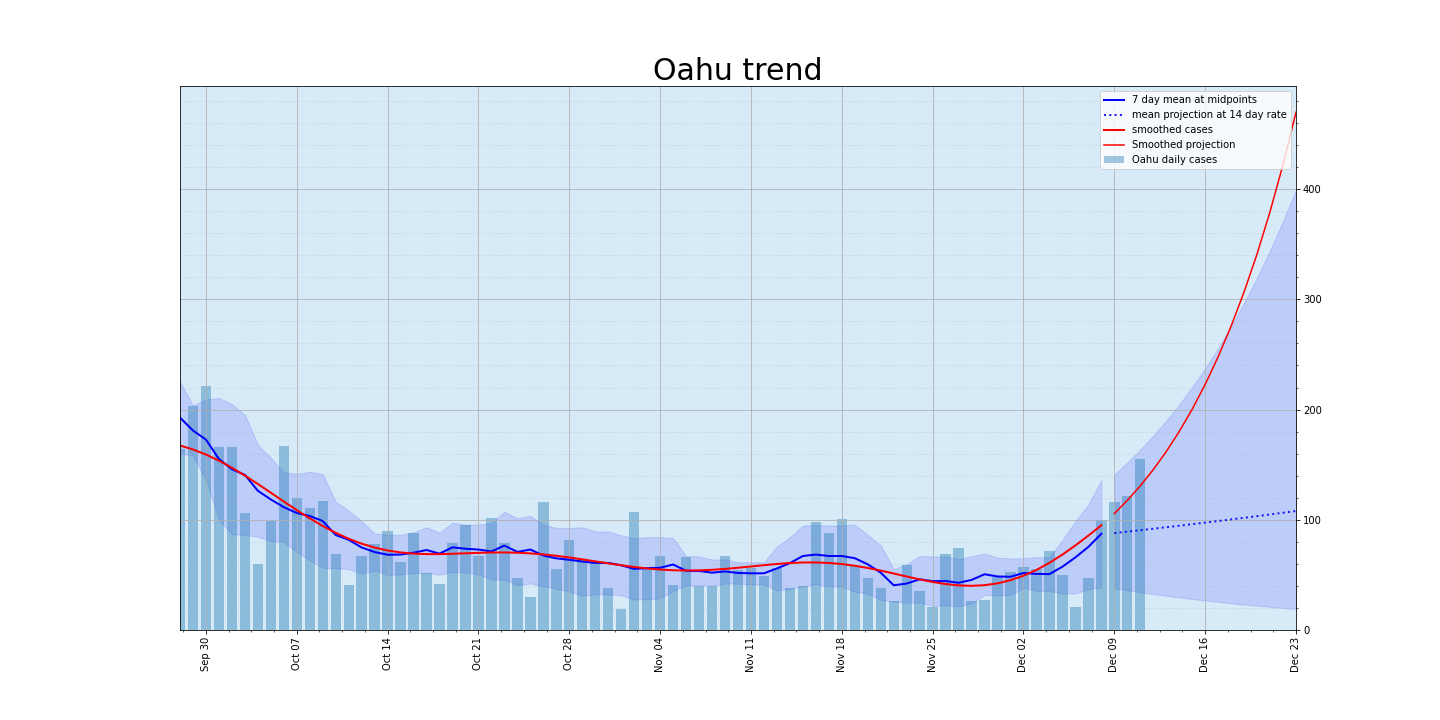 Oahu trend
7 day mean at midpoints
mean projection at 14 day rate
smoothed cases
Smoothed projection
Oahu daily cases
400
300
200
100
0
Sep 30
Oct 07
Oct 14
Oct 21
Oct 28
Nov 04
Nov 11
Nov 18
Nov 25
Dec 02
Dec 09
Dec 16
Dec 23